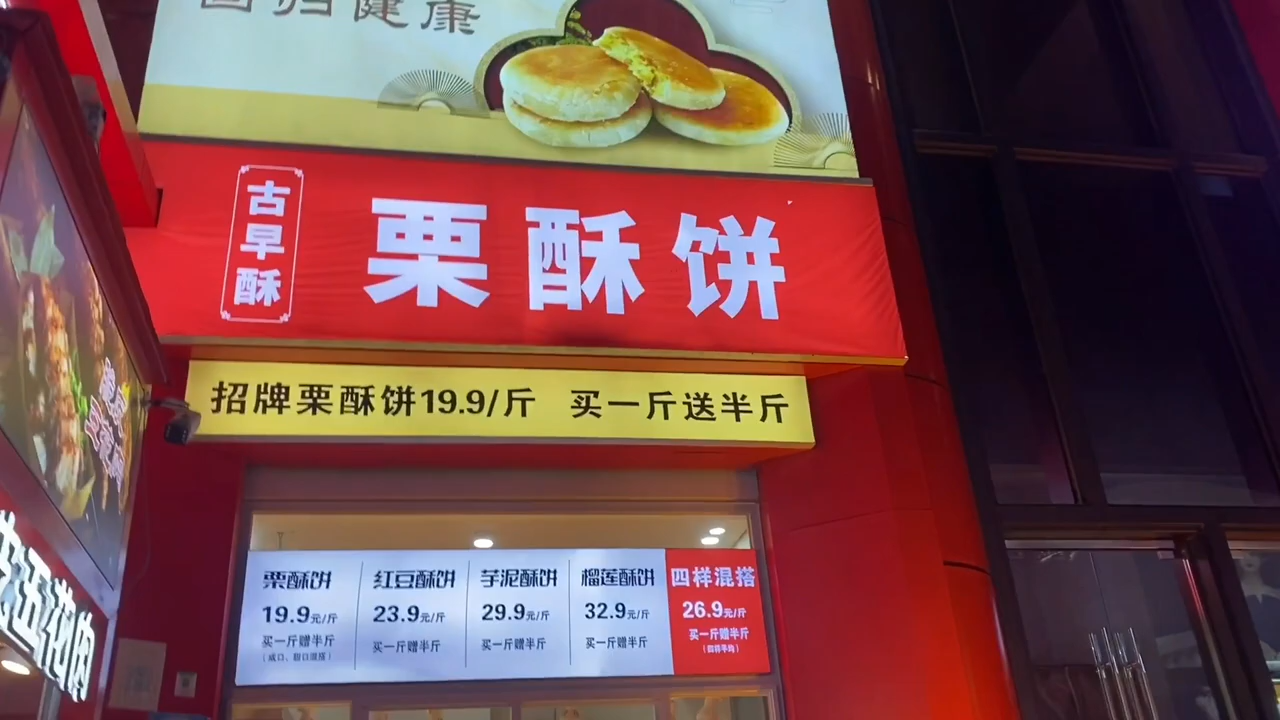 回归健康
古早酥
栗酥饼
招牌栗酥饼19.9/斤 买一斤送半斤
栗酥饼
19.9元/斤
买一斤赠半斤
红豆酥饼
23.9元/斤
买一斤赠半斤
芋泥酥饼
29.9元/斤
买一斤赠半斤
榴莲酥饼
32.9元/斤
买一斤赠半斤
四样混搭
26.9元/斤
买一斤赠半斤
五花肉